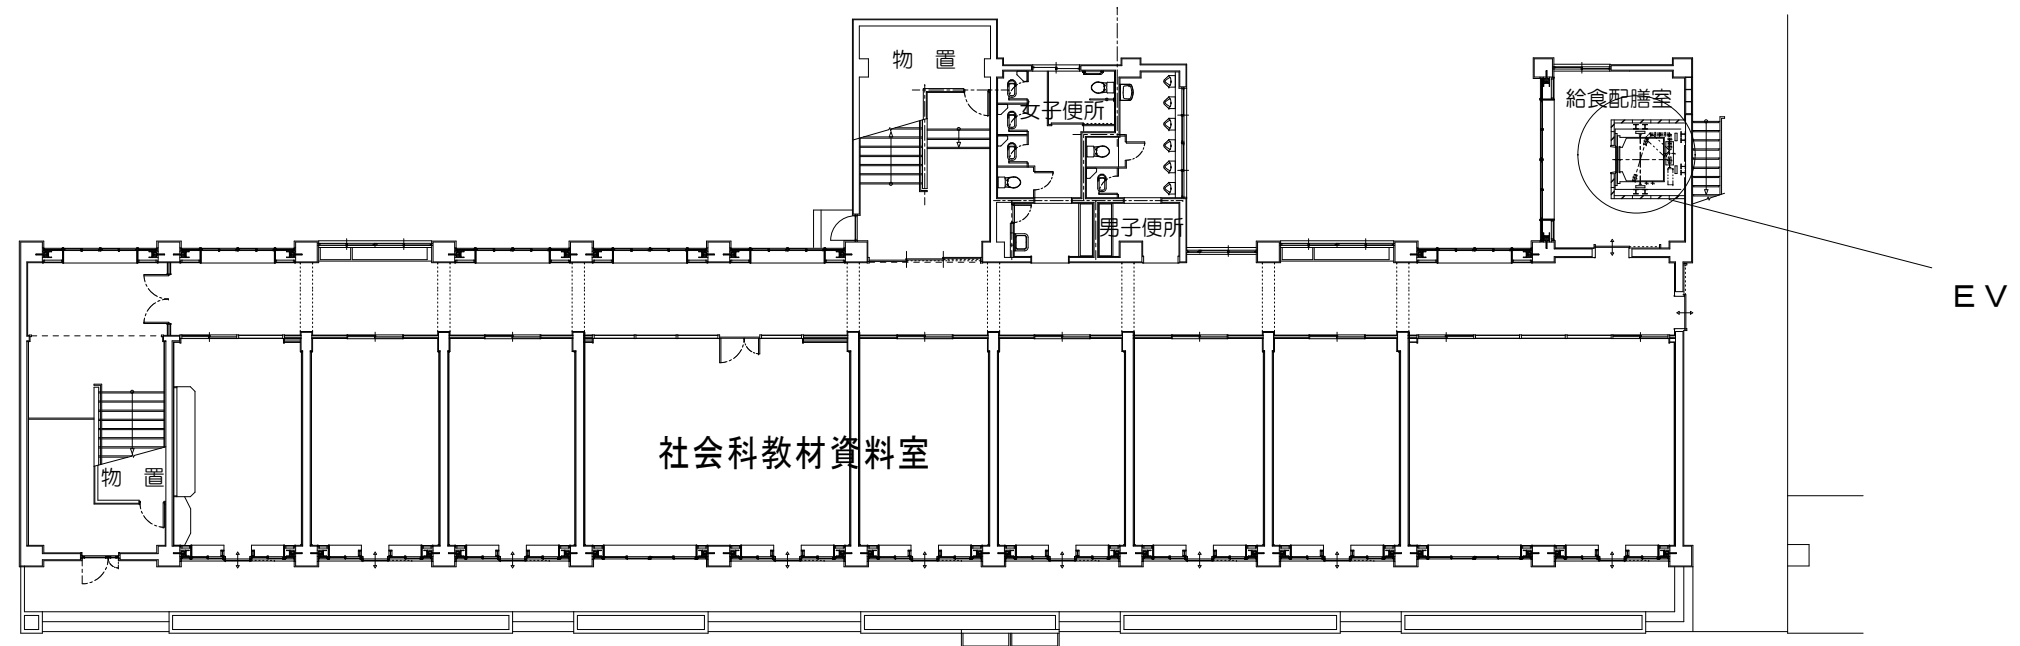 物　置
給食配膳室
女子便所
男子便所
ＥＶ
社会科教材資料室
物　置